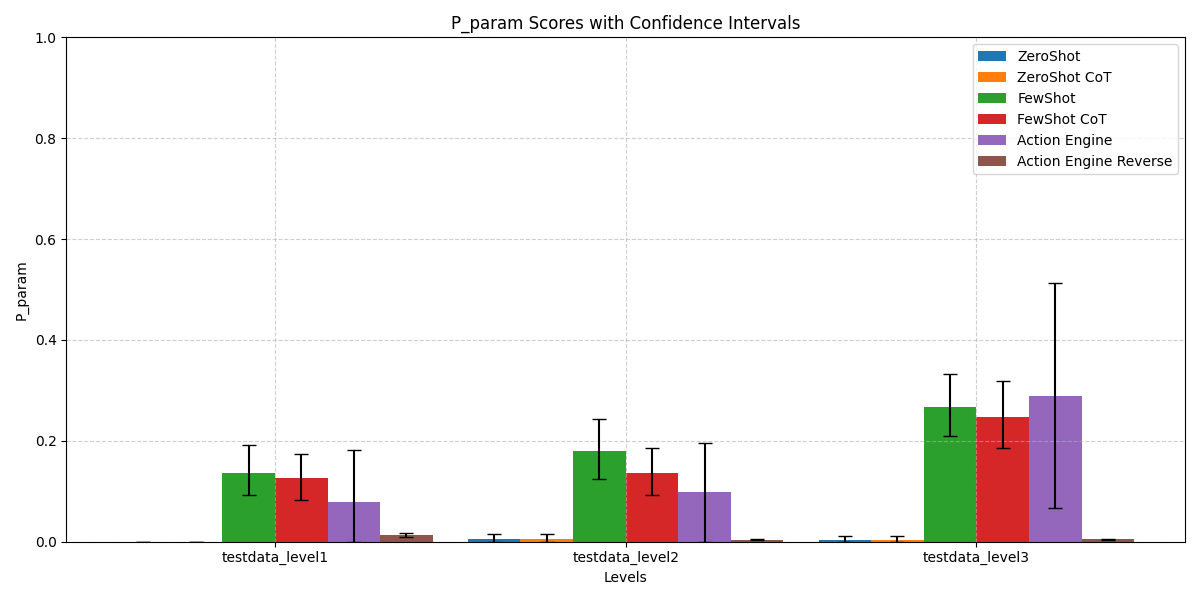 P_param Scores with Confidence Intervals
1.0
0.8
0.6
0.4
0.2
0.0
P_param
ZeroShot
ZeroShot CoT
FewShot
FewShot CoT
Action Engine
Action Engine Reverse
testdata_level1
testdata_level2
testdata_level3
Levels